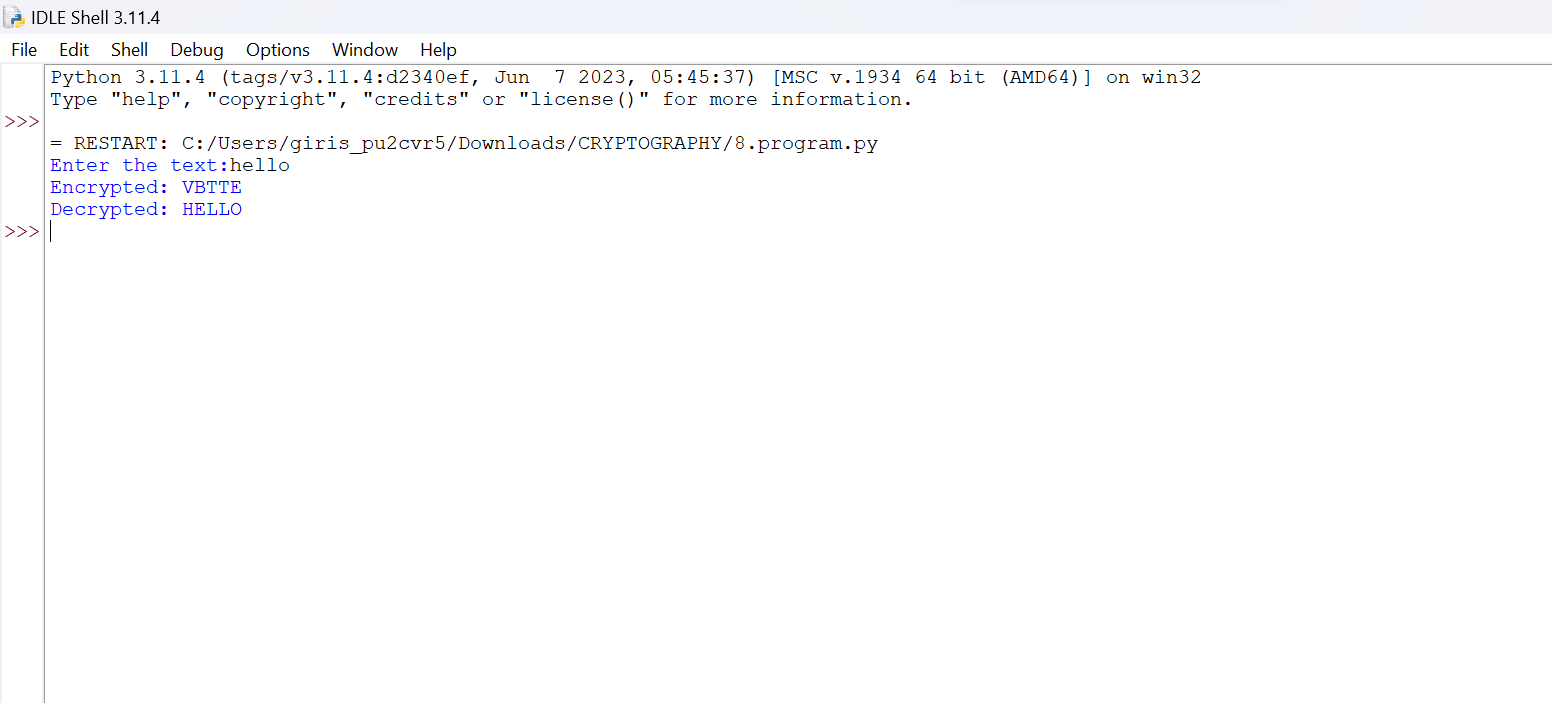 IDLE Shell 3.11.4
File Edit Shell Debug Options Window Help
Python 3.11.4 (tags/v3.11.4:d2340ef, Jun  7 2023, 05:45:37) [MSC v.1934 64 bit (AMD64)] on win32
Type "help", "copyright", "credits" or "license()" for more information.
>>>
= RESTART: C:/Users/giris_pu2cvr5/Downloads/CRYPTOGRAPHY/8.program.py
Enter the text:hello
Encrypted: VBTTE
Decrypted: HELLO
>>>